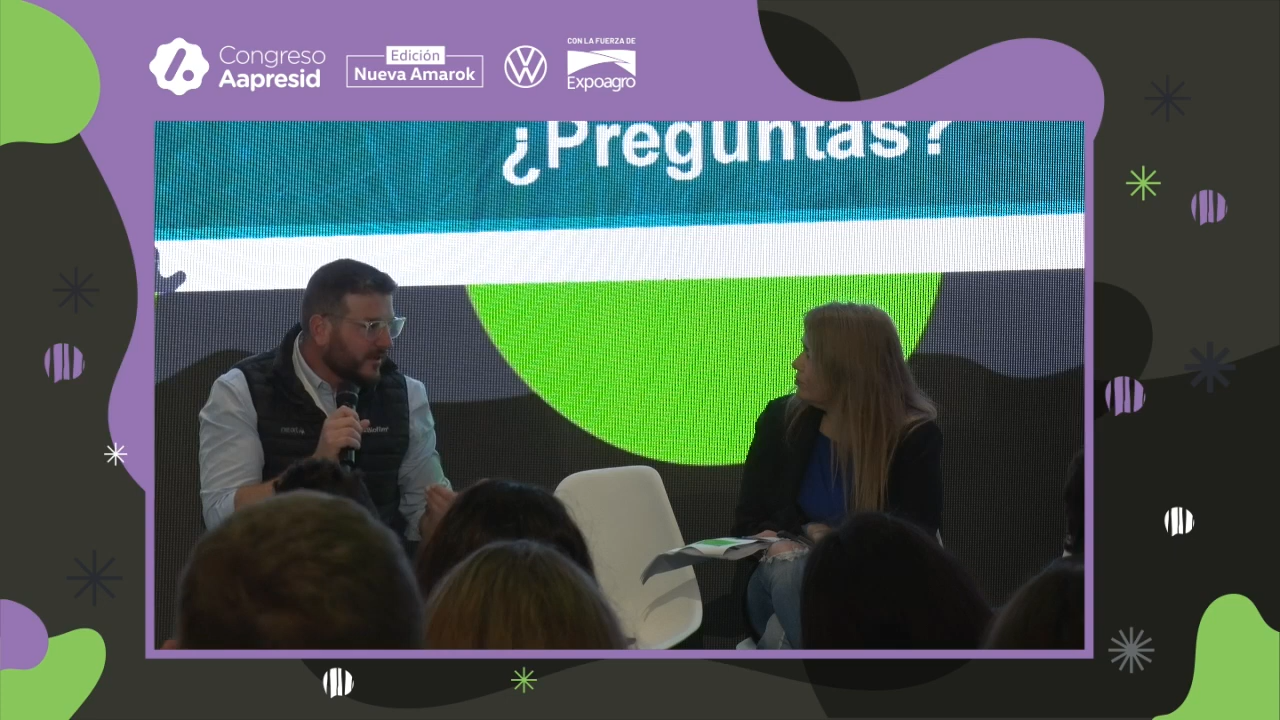 Congreso
Aapresid
Edición
Nueva Amarok
CON LA FUERZA DE
Expoagro
¿Preguntas?